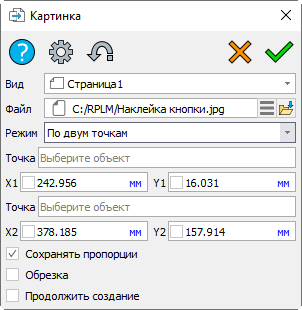 Картинка
Вид Страница1
Файл C:/RPLM/Наклейка кнопки.jpg
Режим По двум точкам
Точка Выберите объект
X1 242.956 мм Y1 16.031 мм
Точка Выберите объект
X2 378.185 мм Y2 157.914 мм
Сохранять пропорции
Обрезка
Продолжить создание